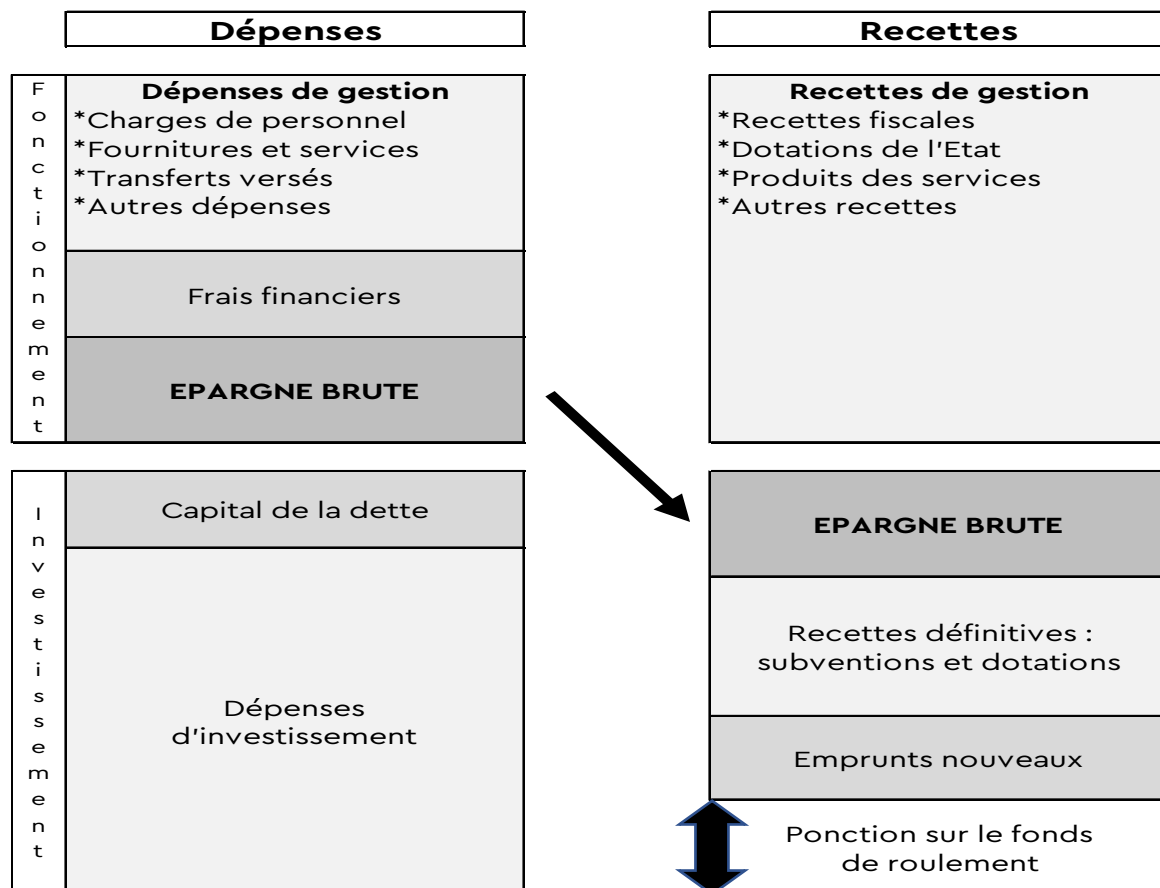 Dépenses
Recettes
Fonctionnement
Dépenses de gestion
*Charges de personnel
*Fournitures et services
*Transferts versés
*Autres dépenses
Frais financiers
EPARGNE BRUTE
Recettes de gestion
*Recettes fiscales
*Dotations de l'Etat
*Produits des services
*Autres recettes
Investissement
Capital de la dette
Dépenses
d'investissement
EPARGNE BRUTE
Recettes définitives :
subventions et dotations
Emprunts nouveaux
Ponction sur le fonds
de roulement